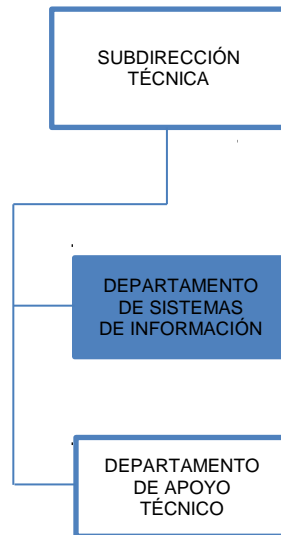 SUBDIRECCIÓN
TÉCNICA
DEPARTAMENTO
DE SISTEMAS
DE INFORMACIÓN
DEPARTAMENTO
DE APOYO
TÉCNICO